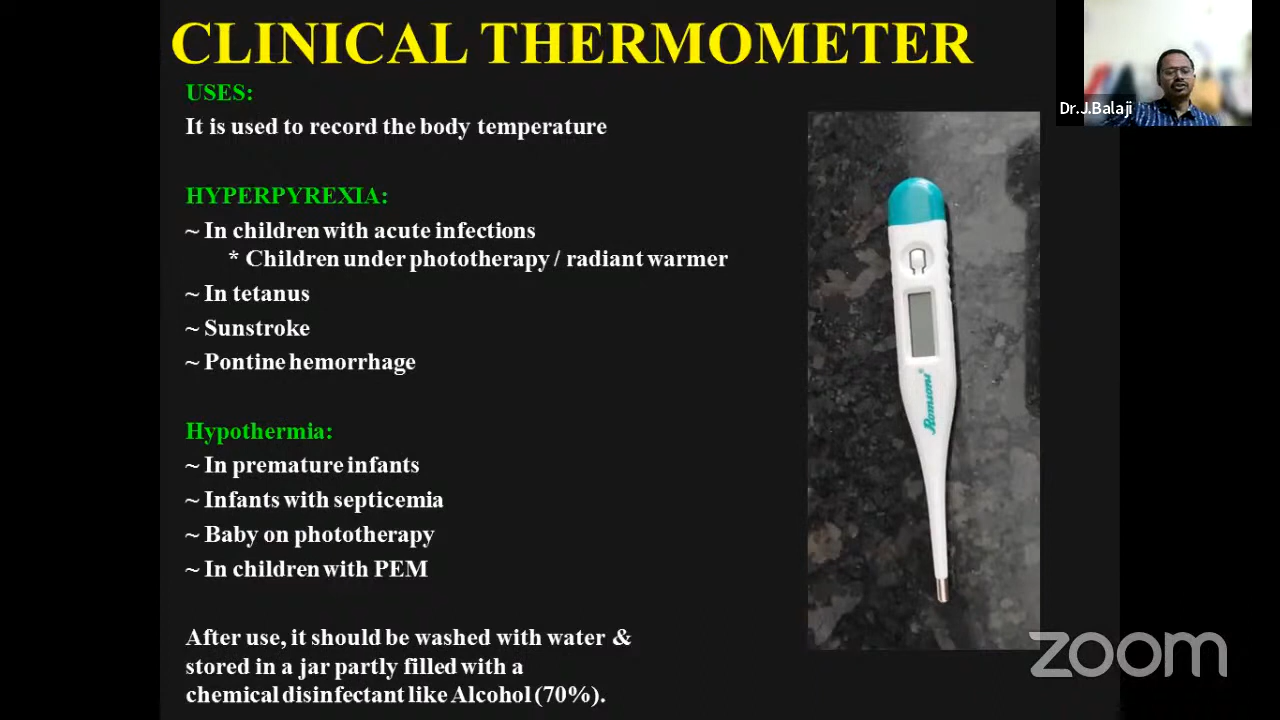 CLINICAL THERMOMETER
USES:
It is used to record the body temperature
HYPERPYREXIA:
~ In children with acute infections
* Children under phototherapy / radiant warmer
~ In tetanus
~ Sunstroke
~ Pontine hemorrhage
Hypothermia:
~ In premature infants
~ Infants with septicemia
~ Baby on phototherapy
~ In children with PEM
After use, it should be washed with water &
stored in a jar partly filled with a
chemical disinfectant like Alcohol (70%).
Dr.J.Balaji
Romsons
zoom